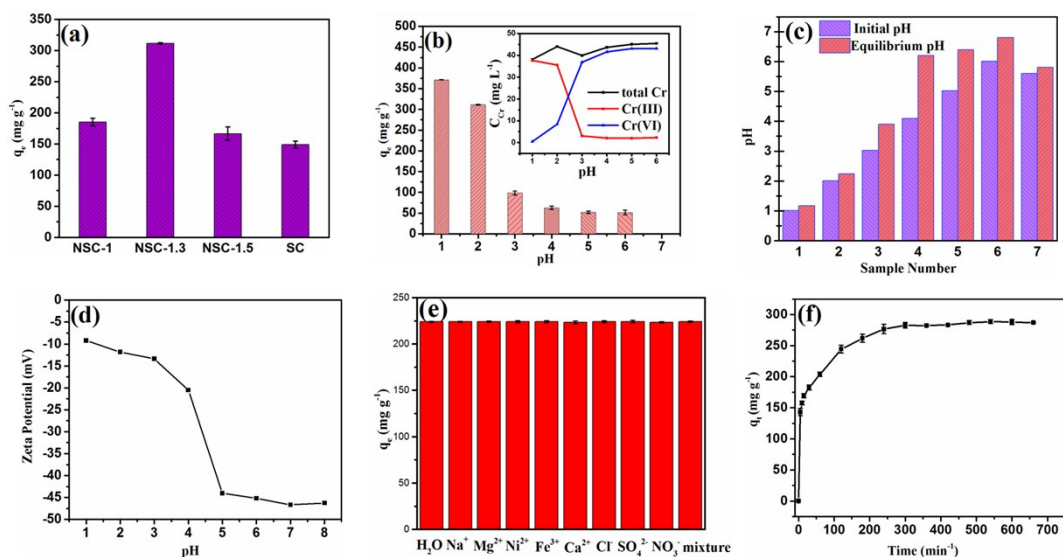 (a)
qe (mg g-1)
350
300
250
200
150
100
50
0
NSC-1 NSC-1.3 NSC-1.5 SC
(b)
qe (mg g-1)
500
450
400
350
300
250
200
150
100
50
0
1 2 3 4 5 6 7
pH
CCr (mg L-1)
50
40
30
20
10
0
total Cr
Cr(III)
Cr(VI)
1 2 3 4 5 6
pH
(c)
Initial pH
Equilibrium pH
pH
7
6
5
4
3
2
1
0
1 2 3 4 5 6 7
Sample Number
(d)
Zeta Potential (mV)
0
-5
-10
-15
-20
-25
-30
-35
-40
-45
-50
1 2 3 4 5 6 7 8
pH
(e)
qe (mg g-1)
250
225
200
175
150
125
100
75
50
25
0
H2O Na+ Mg2+ Ni2+ Fe3+ Ca2+ Cl- SO42- NO3- mixture
(f)
qt (mg g-1)
300
250
200
150
100
50
0
0 100 200 300 400 500 600 700
Time (min-1)